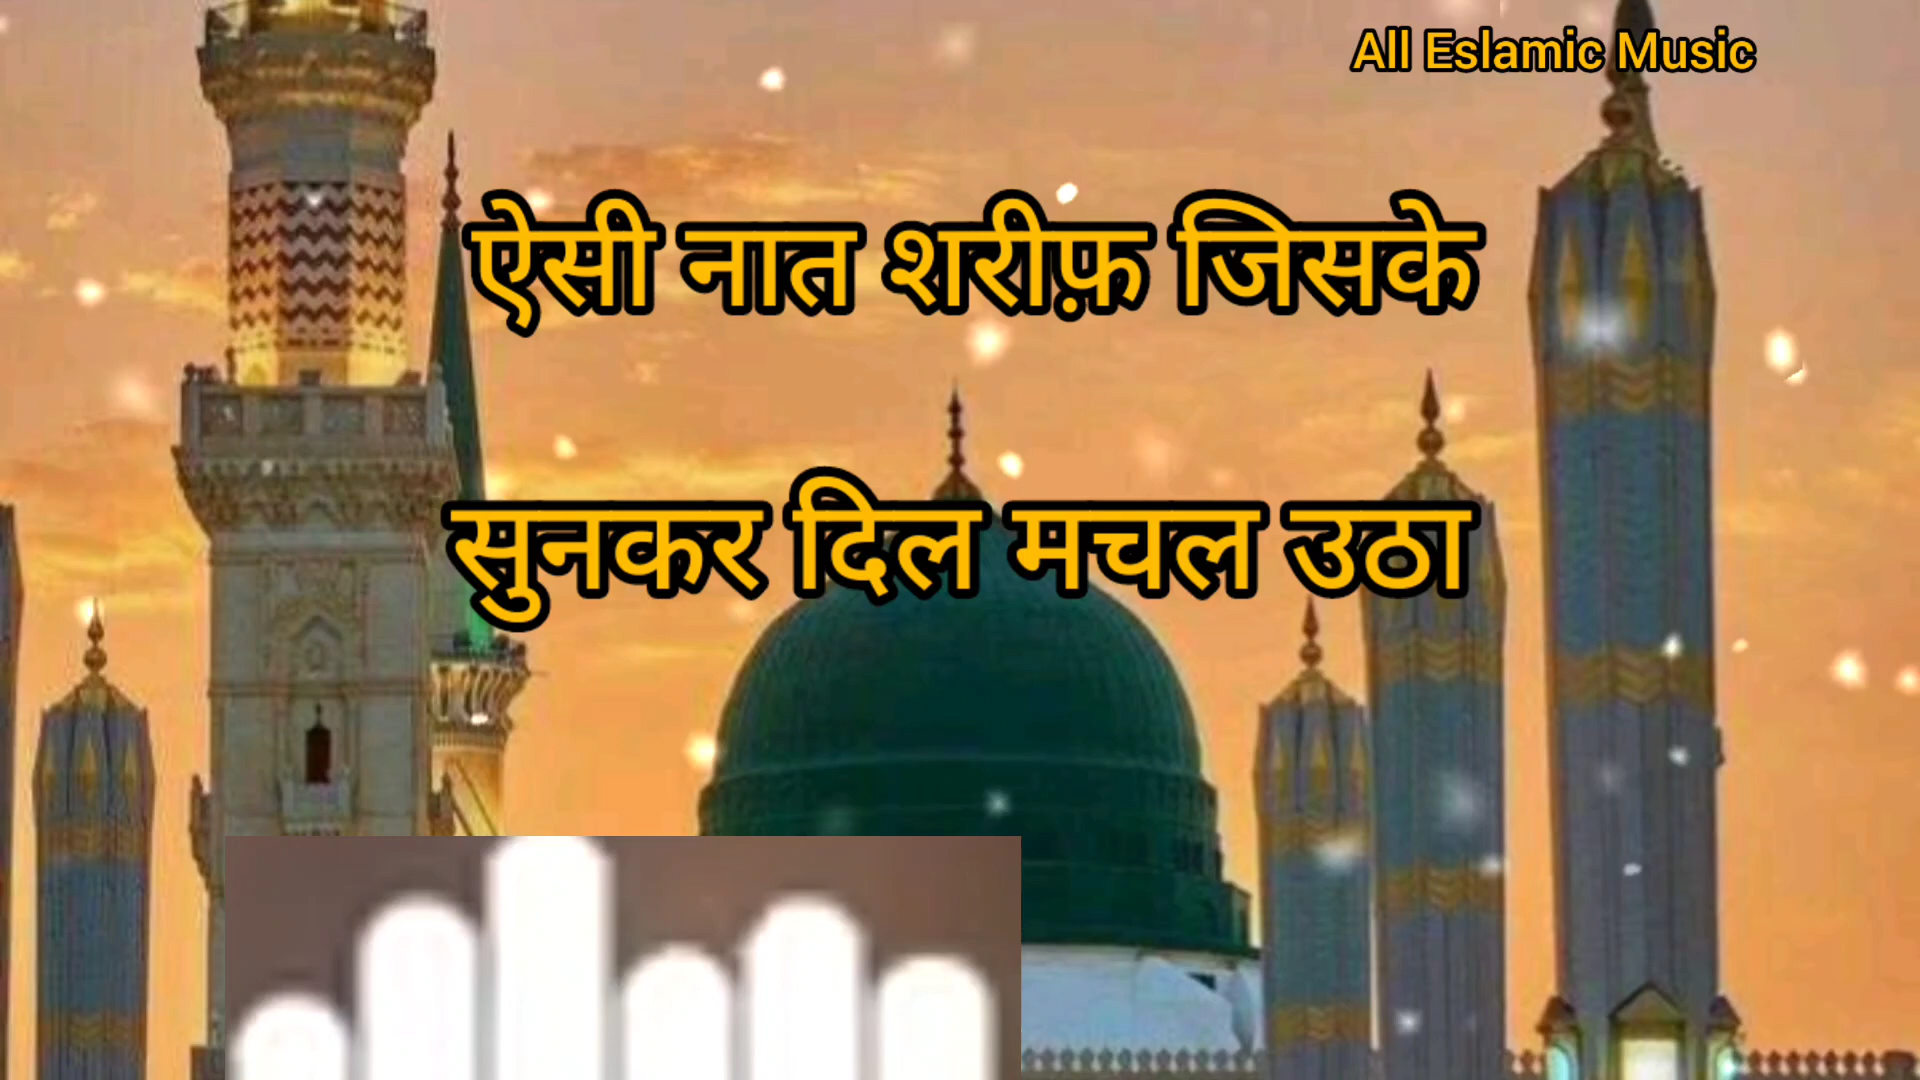 All Eslamic Music
ऐसी नात शरीफ़ जिसके
सुनकर दिल मचल उठा